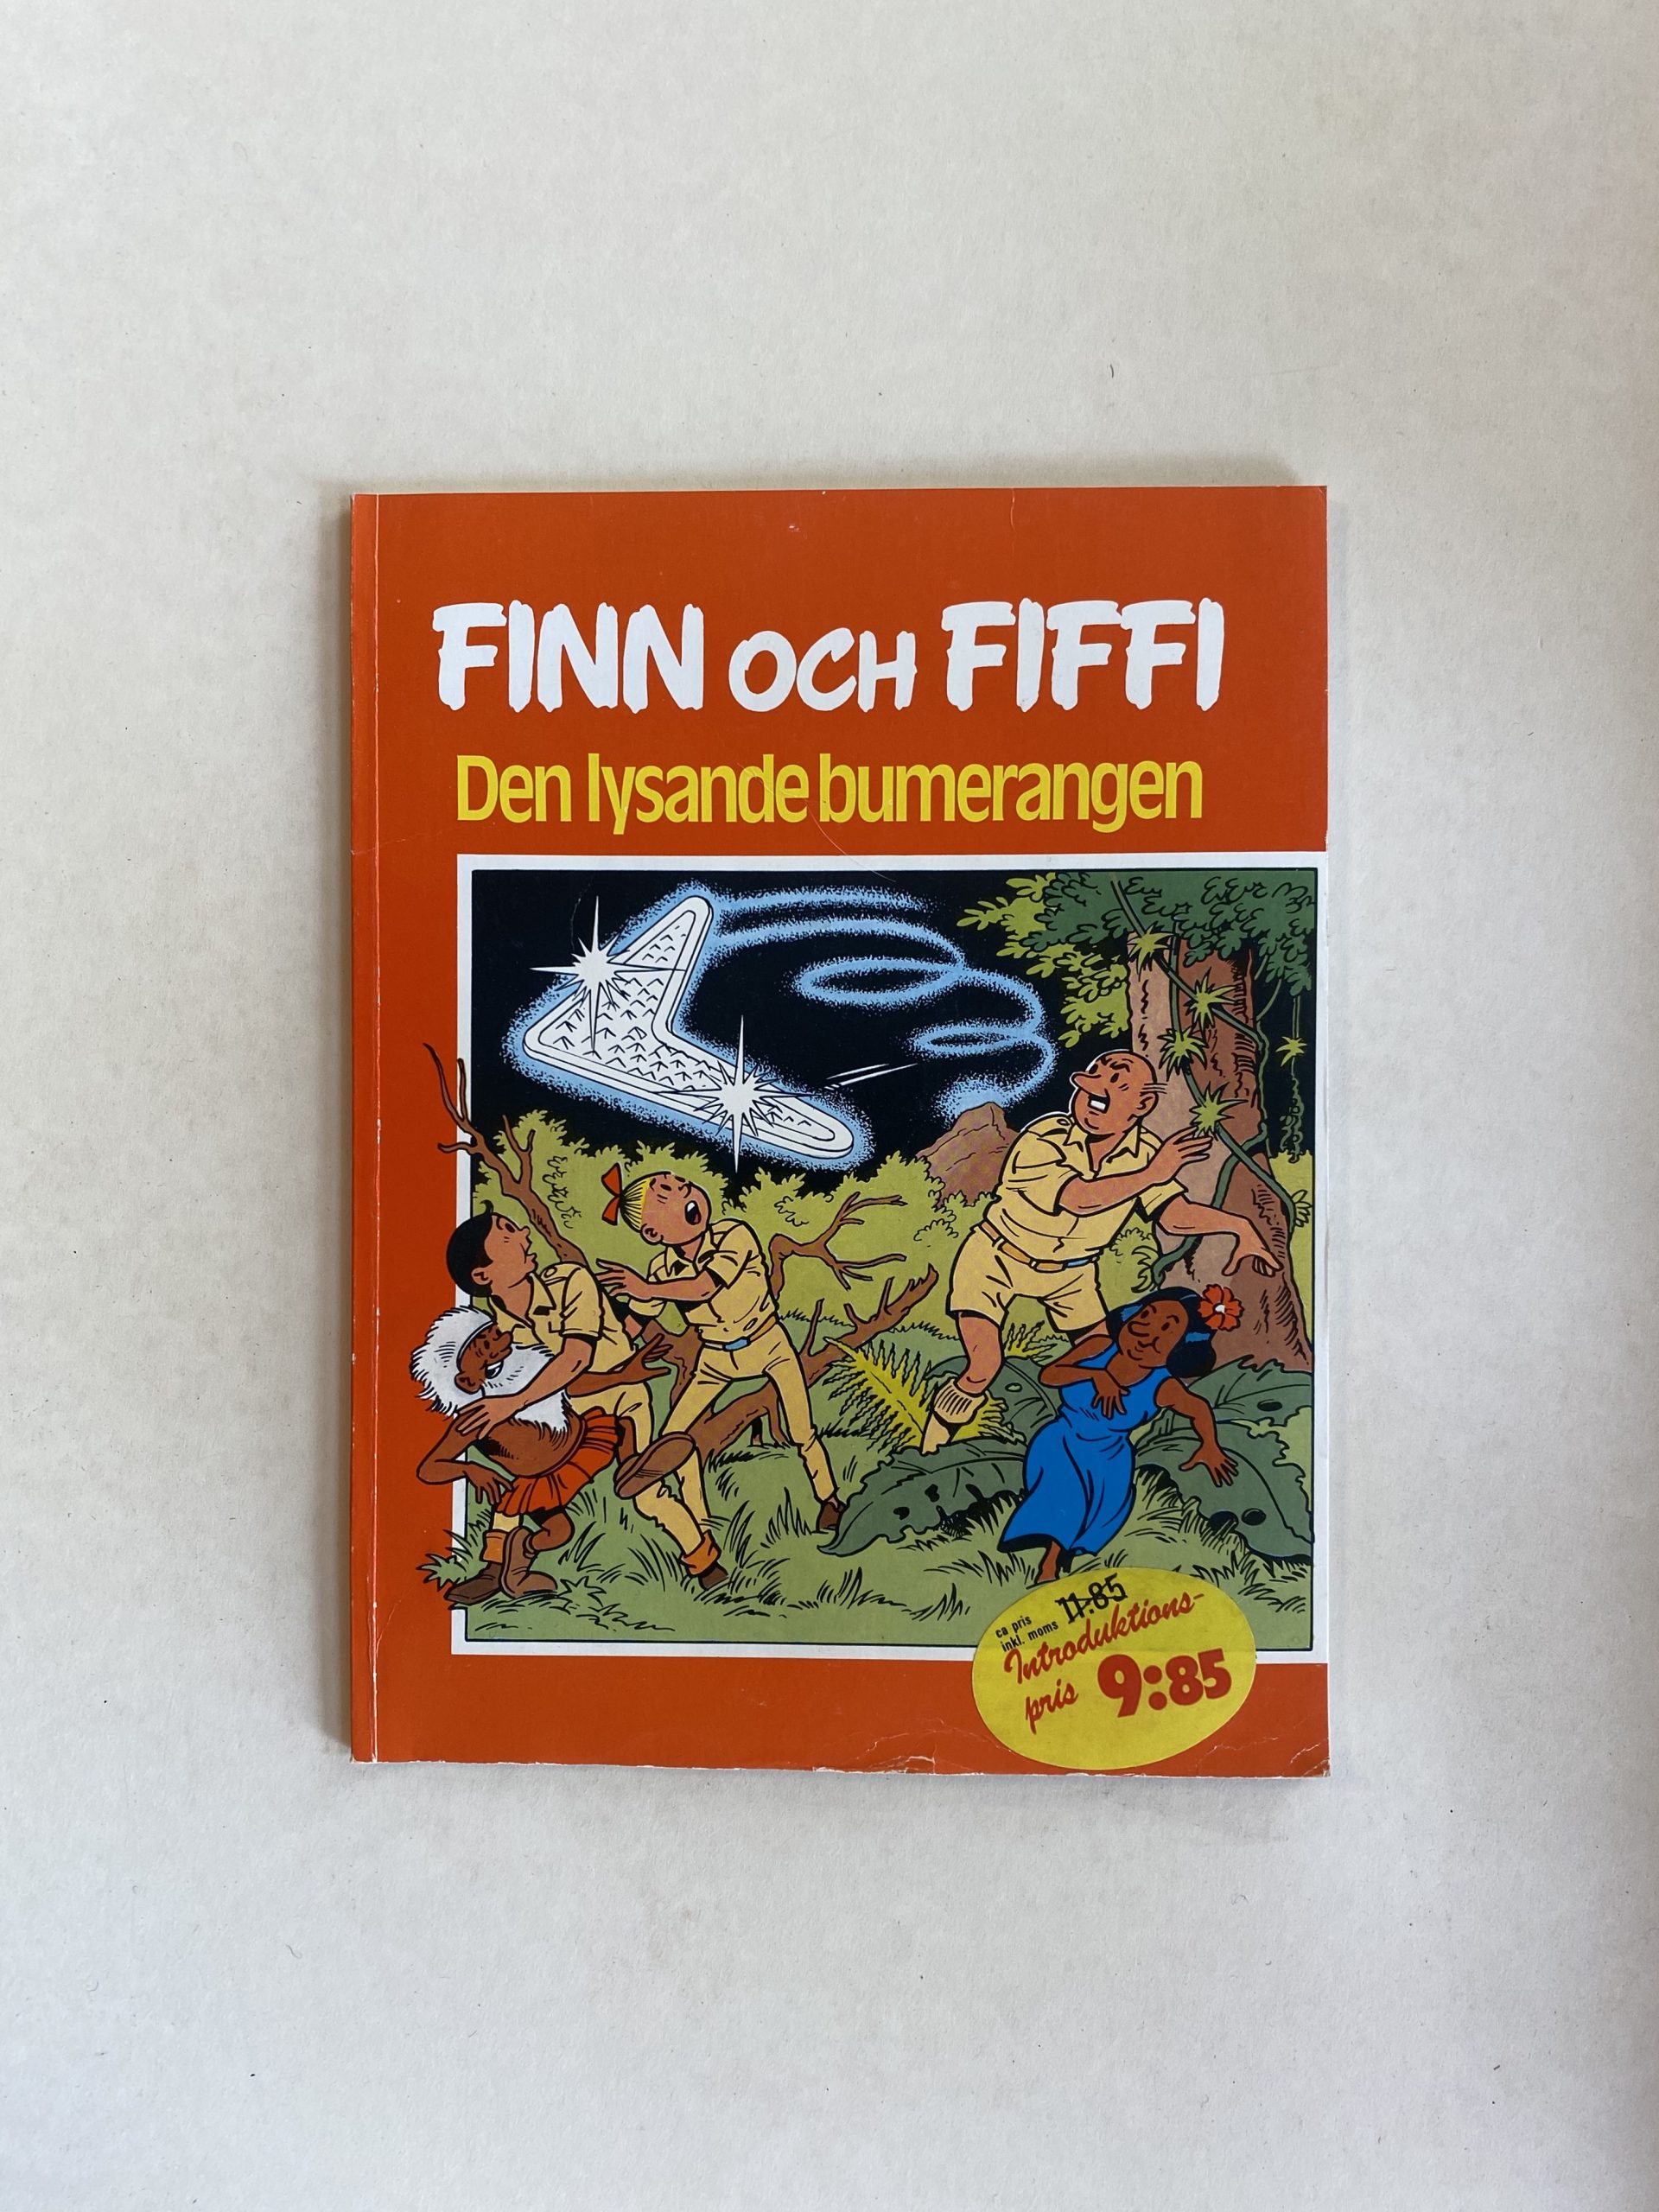 FINN OCH FIFFI
Den lysande bumerangen
ca pris
inkl. moms 11:85
Introduktions-
pris 9:85